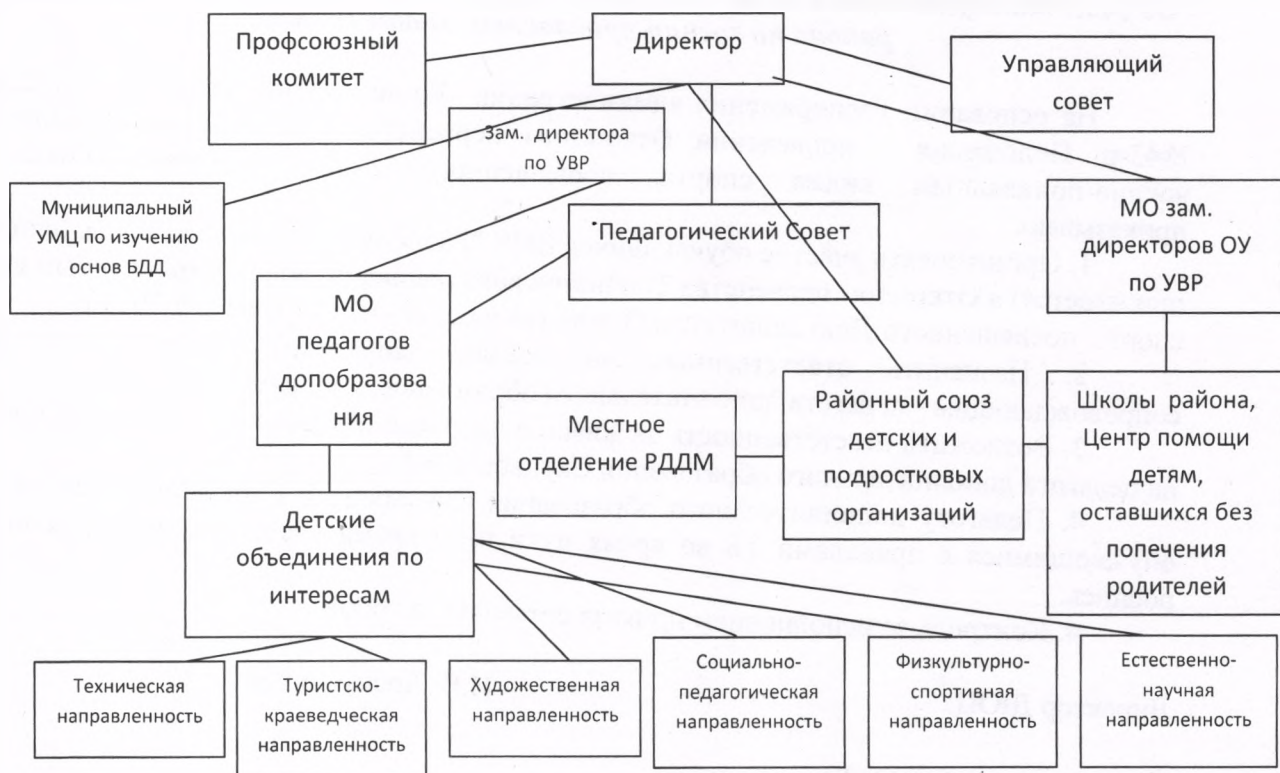 Профсоюзный
комитет
Директор
Управляющий
совет
Зам. директора
по УВР
Муниципальный
УМЦ по изучению
основ БДД
Педагогический Совет
МО зам.
директоров ОУ
по УВР
МО
педагогов
допобразова
ния
Местное
отделение РДДМ
Районный союз
детских и
подростковых
организаций
Школы района,
Центр помощи
детям,
оставшихся без
попечения
родителей
Детские
объединения по
интересам
Техническая
направленность
Туристско-
краеведческая
направленность
Художественная
направленность
Социально-
педагогическая
направленность
Физкультурно-
спортивная
направленность
Естественно-
научная
направленность